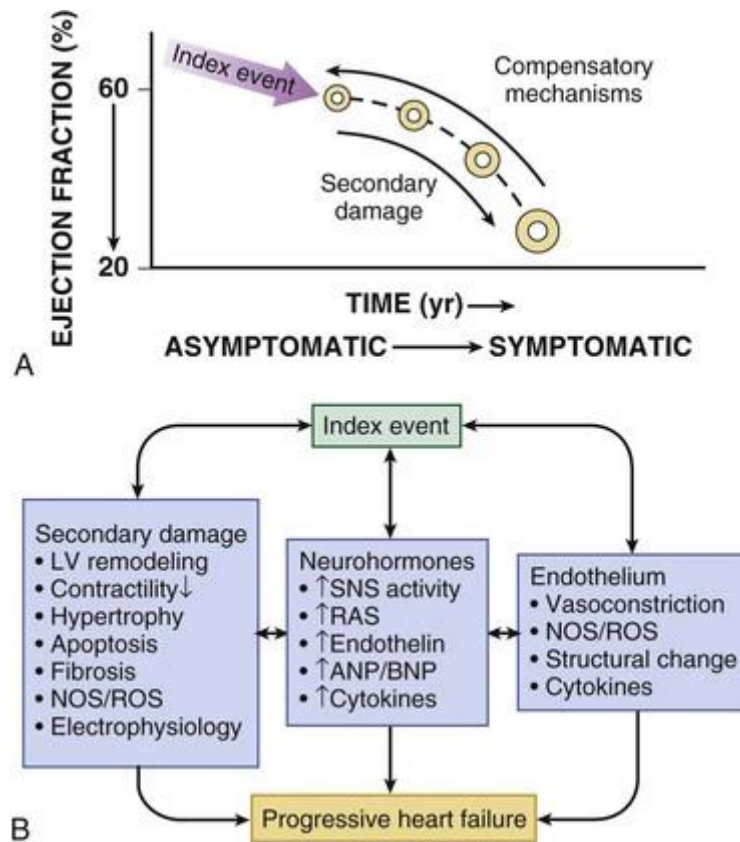 EJECTION FRACTION (%)
60
20
Index event
Compensatory
mechanisms
Secondary
damage
TIME (yr)
ASYMPTOMATIC → SYMPTOMATIC
A
Index event
Secondary damage
• LV remodeling
• Contractility↓
• Hypertrophy
• Apoptosis
• Fibrosis
• NOS/ROS
• Electrophysiology
Neurohormones
• ↑SNS activity
• ↑RAS
• ↑Endothelin
• ↑ANP/BNP
• ↑Cytokines
Endothelium
• Vasoconstriction
• NOS/ROS
• Structural change
• Cytokines
Progressive heart failure
B